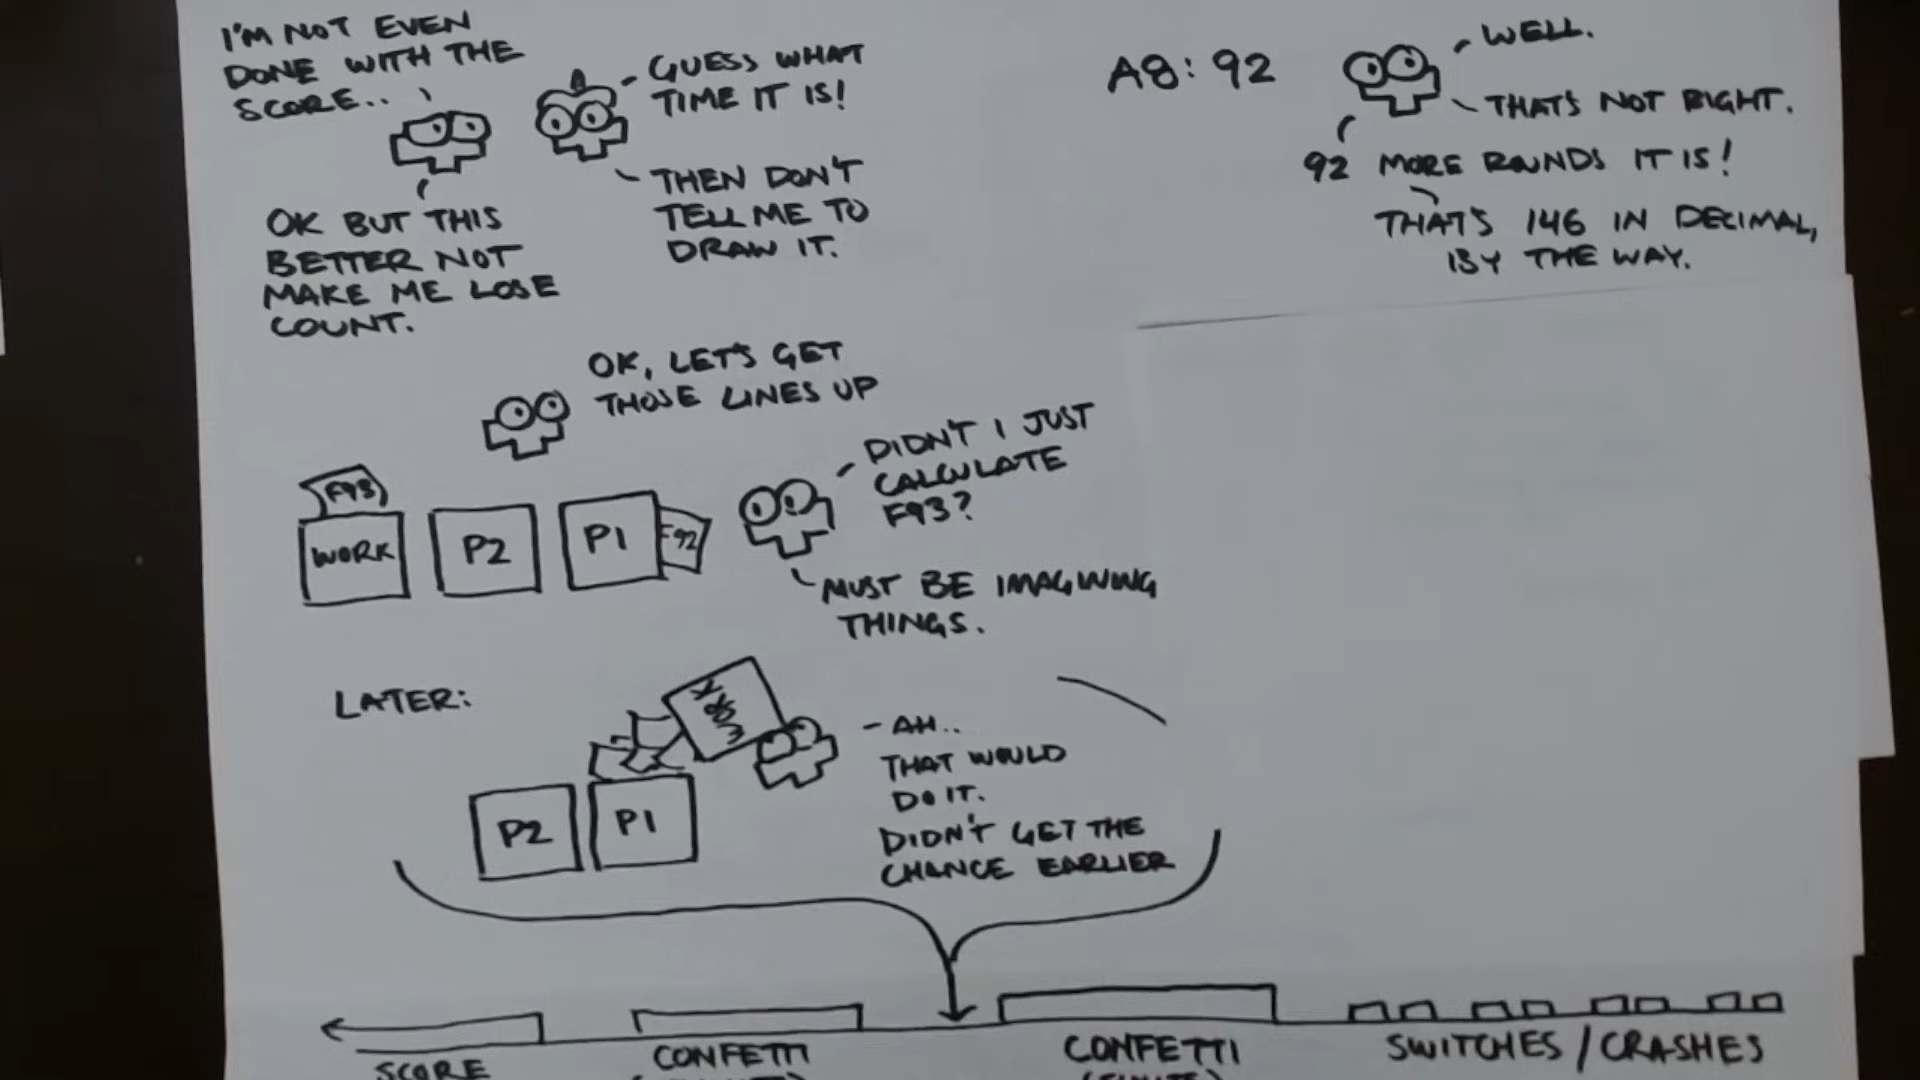 I'M NOT EVEN
DONE WITH THE
SCORE..
GUESS WHAT
TIME IT IS!
THEN DON'T
TELL ME TO
DRAW IT.
OK BUT THIS
BETTER NOT
MAKE ME LOSE
COUNT.
A8: 92
WELL.
THAT'S NOT RIGHT.
92 MORE ROUNDS IT IS!
THAT'S 146 IN DECIMAL,
BY THE WAY.
OK, LET'S GET
THOSE LINES UP
F93
WORK
P2
P1
F92
DIDN'T I JUST
CALCULATE
F93?
MUST BE IMAGINING
THINGS.
LATER:
WORK
P2
P1
- AH..
THAT WOULD
DO IT.
DIDN'T GET THE
CHANCE EARLIER
SCORE
CONFETTI
CONFETTI
SWITCHES / CRASHES